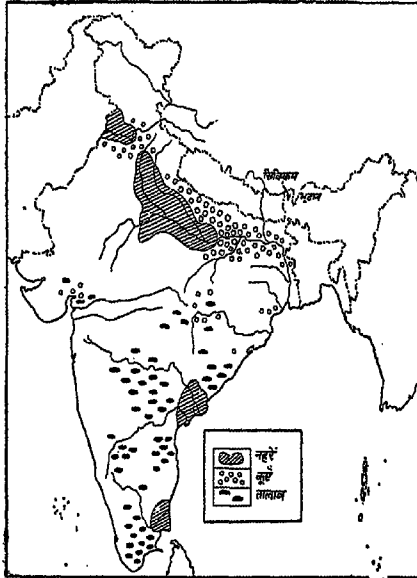 सिक्किम
भूटान
नहरें
कूएँ
तालाब